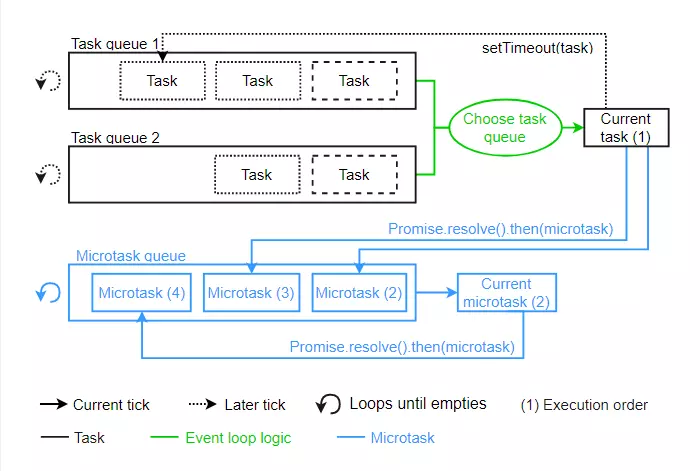 Task queue 1
setTimeout(task)
Task
Task
Task
Choose task
queue
Current
task (1)
Task queue 2
Task
Task
Promise.resolve().then(microtask)
Microtask queue
Microtask (4)
Microtask (3)
Microtask (2)
Current
microtask (2)
Promise.resolve().then(microtask)
Current tick
Later tick
Loops until empties
(1) Execution order
Task
Event loop logic
Microtask